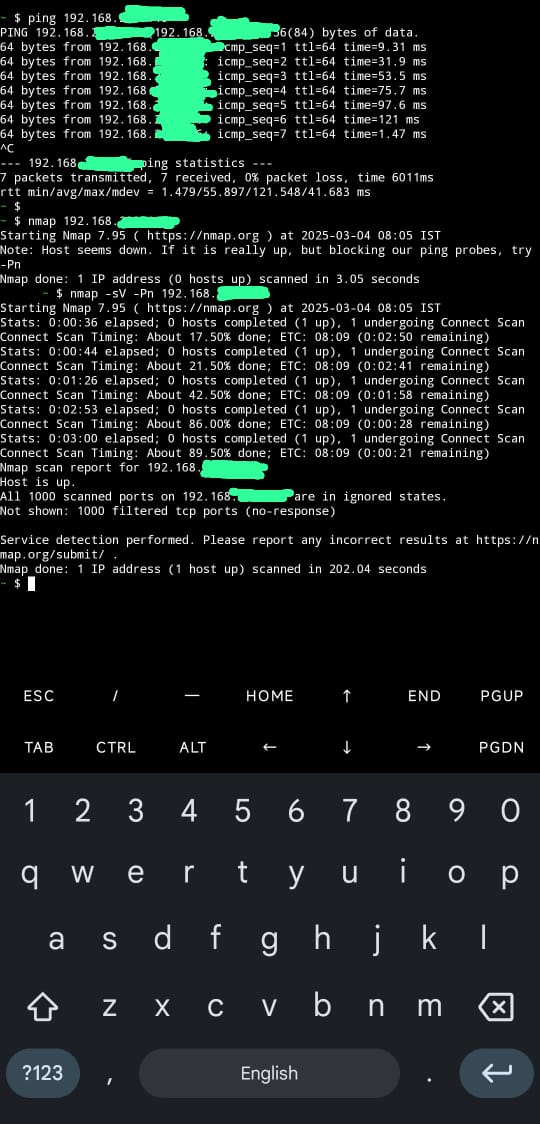 ~ $ ping 192.168.
PING 192.168.2 192.168. 56(84) bytes of data.
64 bytes from 192.168. icmp_seq=1 ttl=64 time=9.31 ms
64 bytes from 192.168. : icmp_seq=2 ttl=64 time=31.9 ms
64 bytes from 192.168. icmp_seq=3 ttl=64 time=53.5 ms
64 bytes from 192.168. icmp_seq=4 ttl=64 time=75.7 ms
64 bytes from 192.168. icmp_seq=5 ttl=64 time=97.6 ms
64 bytes from 192.168. icmp_seq=6 ttl=64 time=121 ms
64 bytes from 192.168. icmp_seq=7 ttl=64 time=1.47 ms
^C
--- 192.168. ping statistics ---
7 packets transmitted, 7 received, 0% packet loss, time 6011ms
rtt min/avg/max/mdev = 1.479/55.897/121.548/41.683 ms
~ $
~ $ nmap 192.168.
Starting Nmap 7.95 ( https://nmap.org ) at 2025-03-04 08:05 IST
Note: Host seems down. If it is really up, but blocking our ping probes, try
-Pn
Nmap done: 1 IP address (0 hosts up) scanned in 3.05 seconds
~ $ nmap -sV -Pn 192.168.
Starting Nmap 7.95 ( https://nmap.org ) at 2025-03-04 08:05 IST
Stats: 0:00:36 elapsed; 0 hosts completed (1 up), 1 undergoing Connect Scan
Connect Scan Timing: About 17.50% done; ETC: 08:09 (0:02:50 remaining)
Stats: 0:00:44 elapsed; 0 hosts completed (1 up), 1 undergoing Connect Scan
Connect Scan Timing: About 21.50% done; ETC: 08:09 (0:02:41 remaining)
Stats: 0:01:26 elapsed; 0 hosts completed (1 up), 1 undergoing Connect Scan
Connect Scan Timing: About 42.50% done; ETC: 08:09 (0:01:58 remaining)
Stats: 0:02:53 elapsed; 0 hosts completed (1 up), 1 undergoing Connect Scan
Connect Scan Timing: About 86.00% done; ETC: 08:09 (0:00:28 remaining)
Stats: 0:03:00 elapsed; 0 hosts completed (1 up), 1 undergoing Connect Scan
Connect Scan Timing: About 89.50% done; ETC: 08:09 (0:00:21 remaining)
Nmap scan report for 192.168.
Host is up.
All 1000 scanned ports on 192.168. are in ignored states.
Not shown: 1000 filtered tcp ports (no-response)
Service detection performed. Please report any incorrect results at https://n
map.org/submit/ .
Nmap done: 1 IP address (1 host up) scanned in 202.04 seconds
~ $
ESC / — HOME ↑ END PGUP
TAB CTRL ALT ← ↓ → PGDN
1 2 3 4 5 6 7 8 9 0
q w e r t y u i o p
a s d f g h j k l
z x c v b n m
?123 , English .